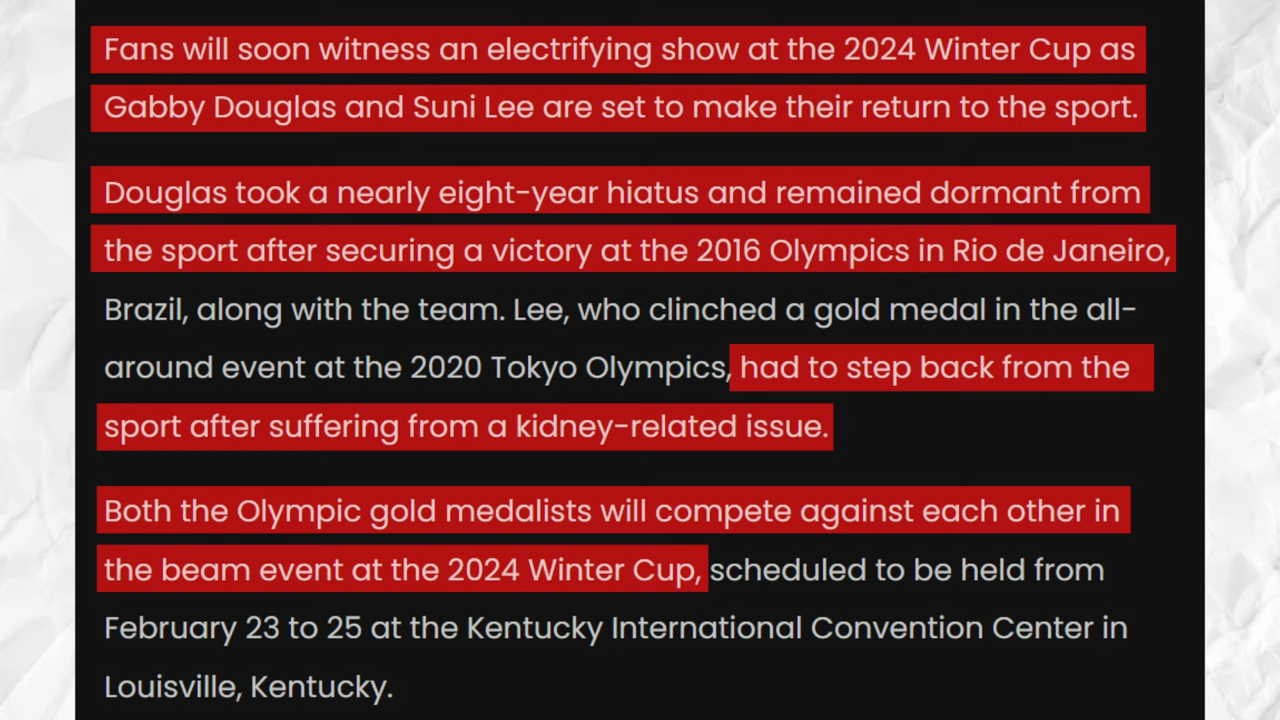 Fans will soon witness an electrifying show at the 2024 Winter Cup as
Gabby Douglas and Suni Lee are set to make their return to the sport.
Douglas took a nearly eight-year hiatus and remained dormant from
the sport after securing a victory at the 2016 Olympics in Rio de Janeiro,
Brazil, along with the team. Lee, who clinched a gold medal in the all-
around event at the 2020 Tokyo Olympics, had to step back from the
sport after suffering from a kidney-related issue.
Both the Olympic gold medalists will compete against each other in
the beam event at the 2024 Winter Cup, scheduled to be held from
February 23 to 25 at the Kentucky International Convention Center in
Louisville, Kentucky.